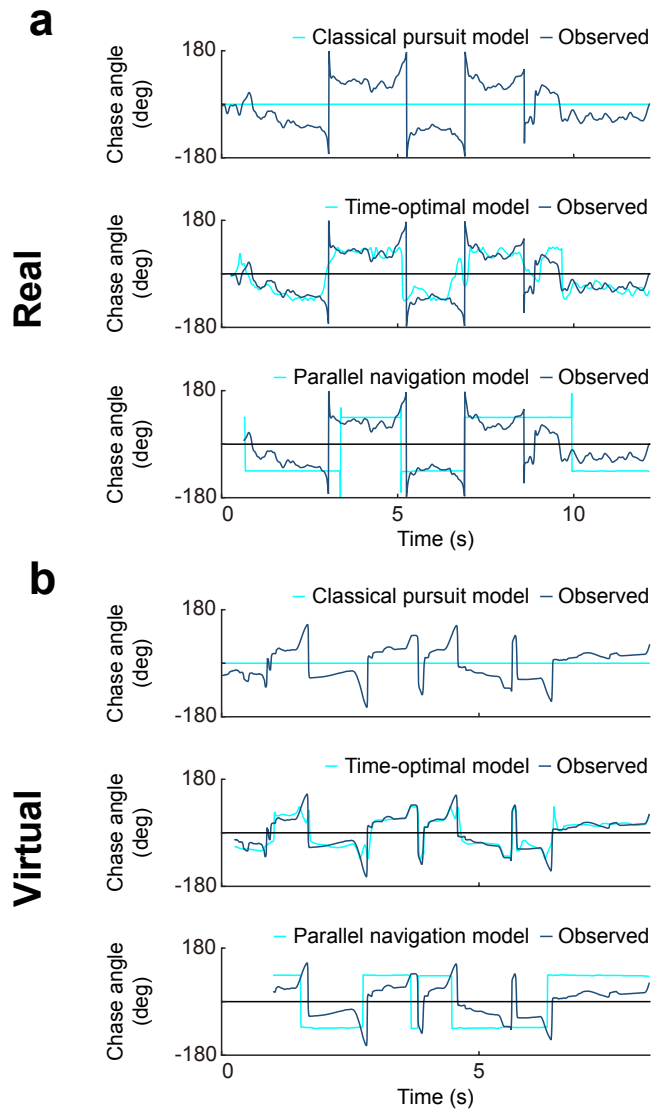 a
Real
Classical pursuit model Observed
180
-180
Chase angle
(deg)
Time-optimal model Observed
180
-180
Chase angle
(deg)
Parallel navigation model Observed
180
-180
Chase angle
(deg)
0 5 10
Time (s)
b
Virtual
Classical pursuit model Observed
180
-180
Chase angle
(deg)
Time-optimal model Observed
180
-180
Chase angle
(deg)
Parallel navigation model Observed
180
-180
Chase angle
(deg)
0 5
Time (s)